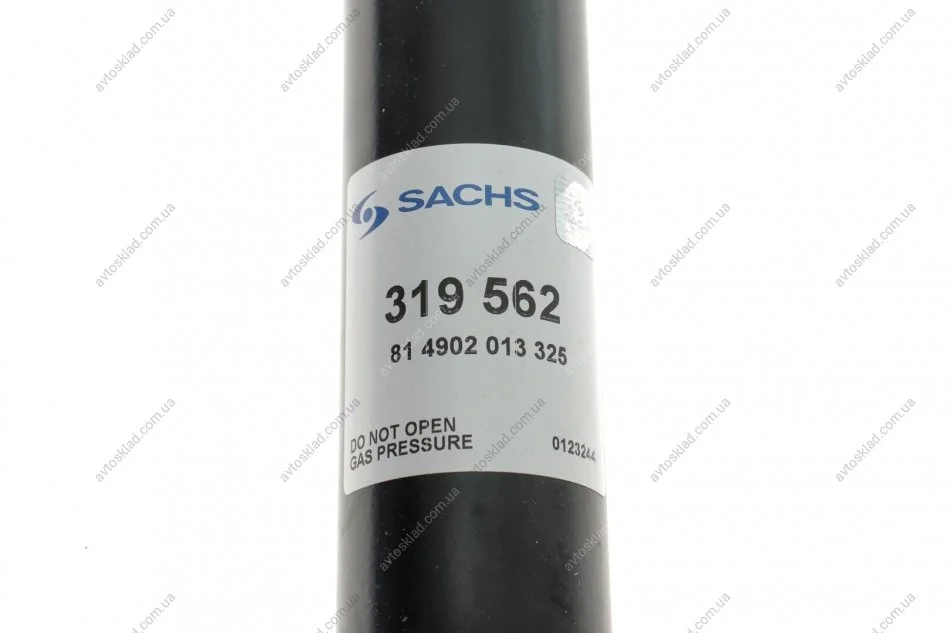 SACHS
319 562
81 4902 013 325
DO NOT OPEN
GAS PRESSURE
0123244
avtosklad.com.ua